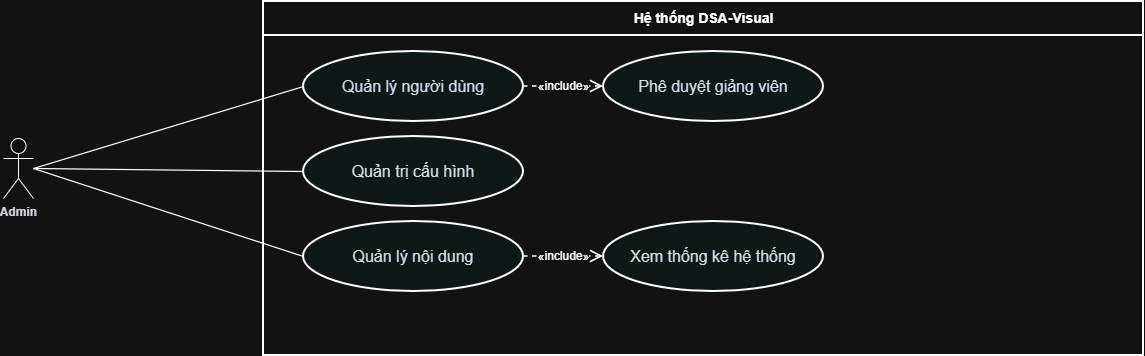 Hệ thống DSA-Visual
Quản lý người dùng
«include»
Phê duyệt giảng viên
Quản trị cấu hình
Admin
Quản lý nội dung
«include»
Xem thống kê hệ thống